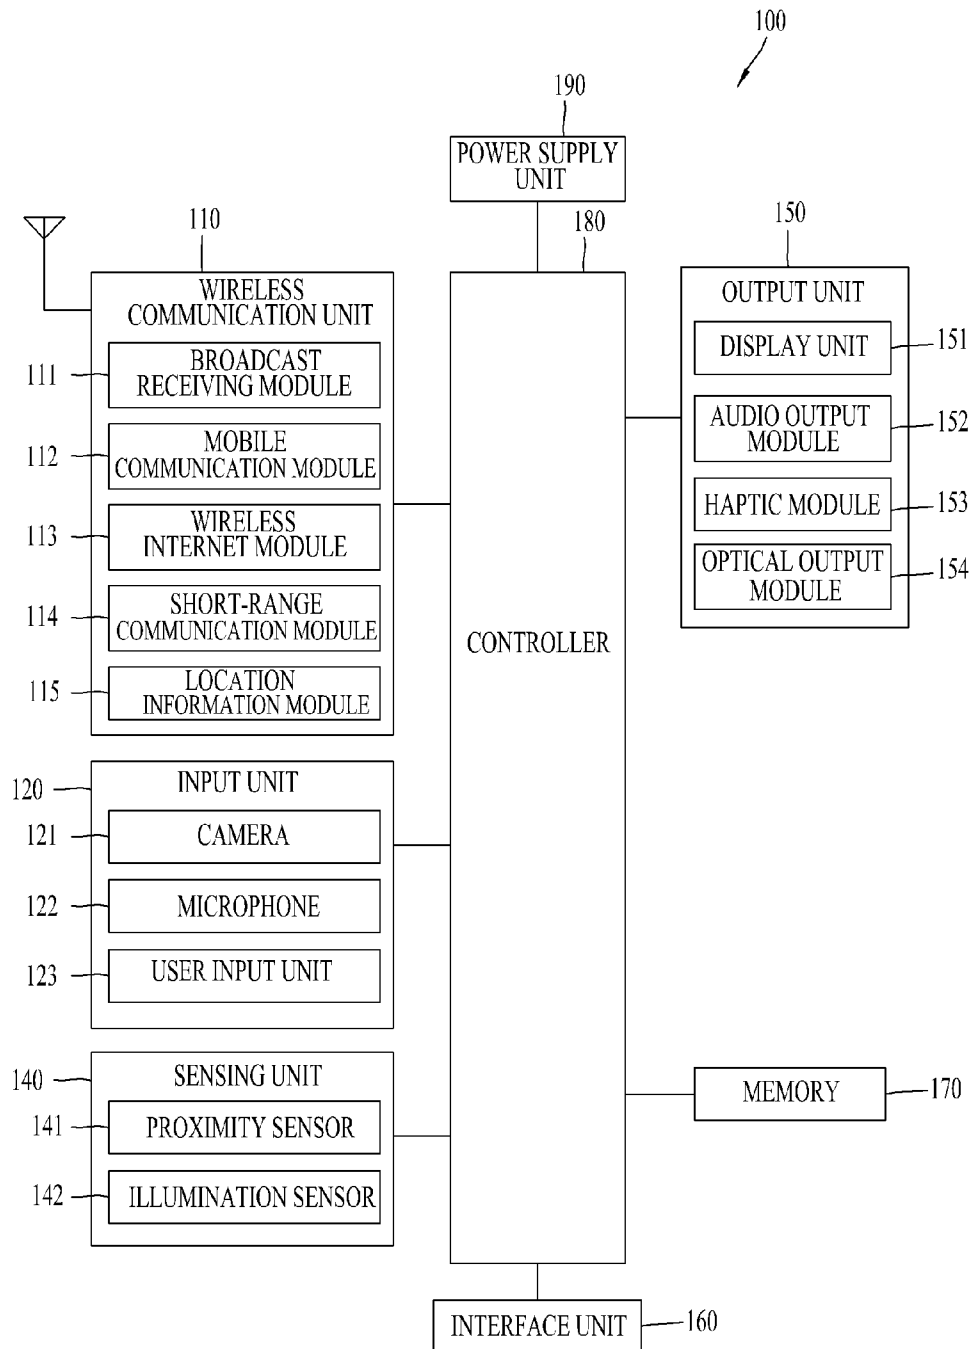 100
190
POWER SUPPLY
UNIT
110
180
150
WIRELESS
COMMUNICATION UNIT
111
BROADCAST
RECEIVING MODULE
112
MOBILE
COMMUNICATION MODULE
113
WIRELESS
INTERNET MODULE
114
SHORT-RANGE
COMMUNICATION MODULE
115
LOCATION
INFORMATION MODULE
CONTROLLER
OUTPUT UNIT
DISPLAY UNIT
151
AUDIO OUTPUT
MODULE
152
HAPTIC MODULE
153
OPTICAL OUTPUT
MODULE
154
120
INPUT UNIT
121
CAMERA
122
MICROPHONE
123
USER INPUT UNIT
140
SENSING UNIT
141
PROXIMITY SENSOR
142
ILLUMINATION SENSOR
MEMORY
170
INTERFACE UNIT
160